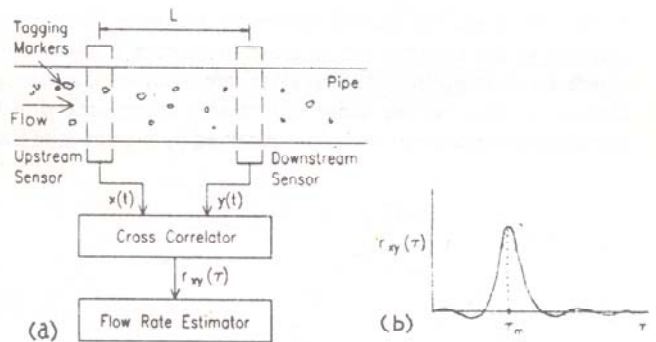 L
Tagging
Markers
Pipe
Flow
Upstream
Sensor
Downstream
Sensor
x(t)
y(t)
Cross Correlator
r_xy(τ)
Flow Rate Estimator
(a)
r_xy(τ)
τ_m
τ
(b)